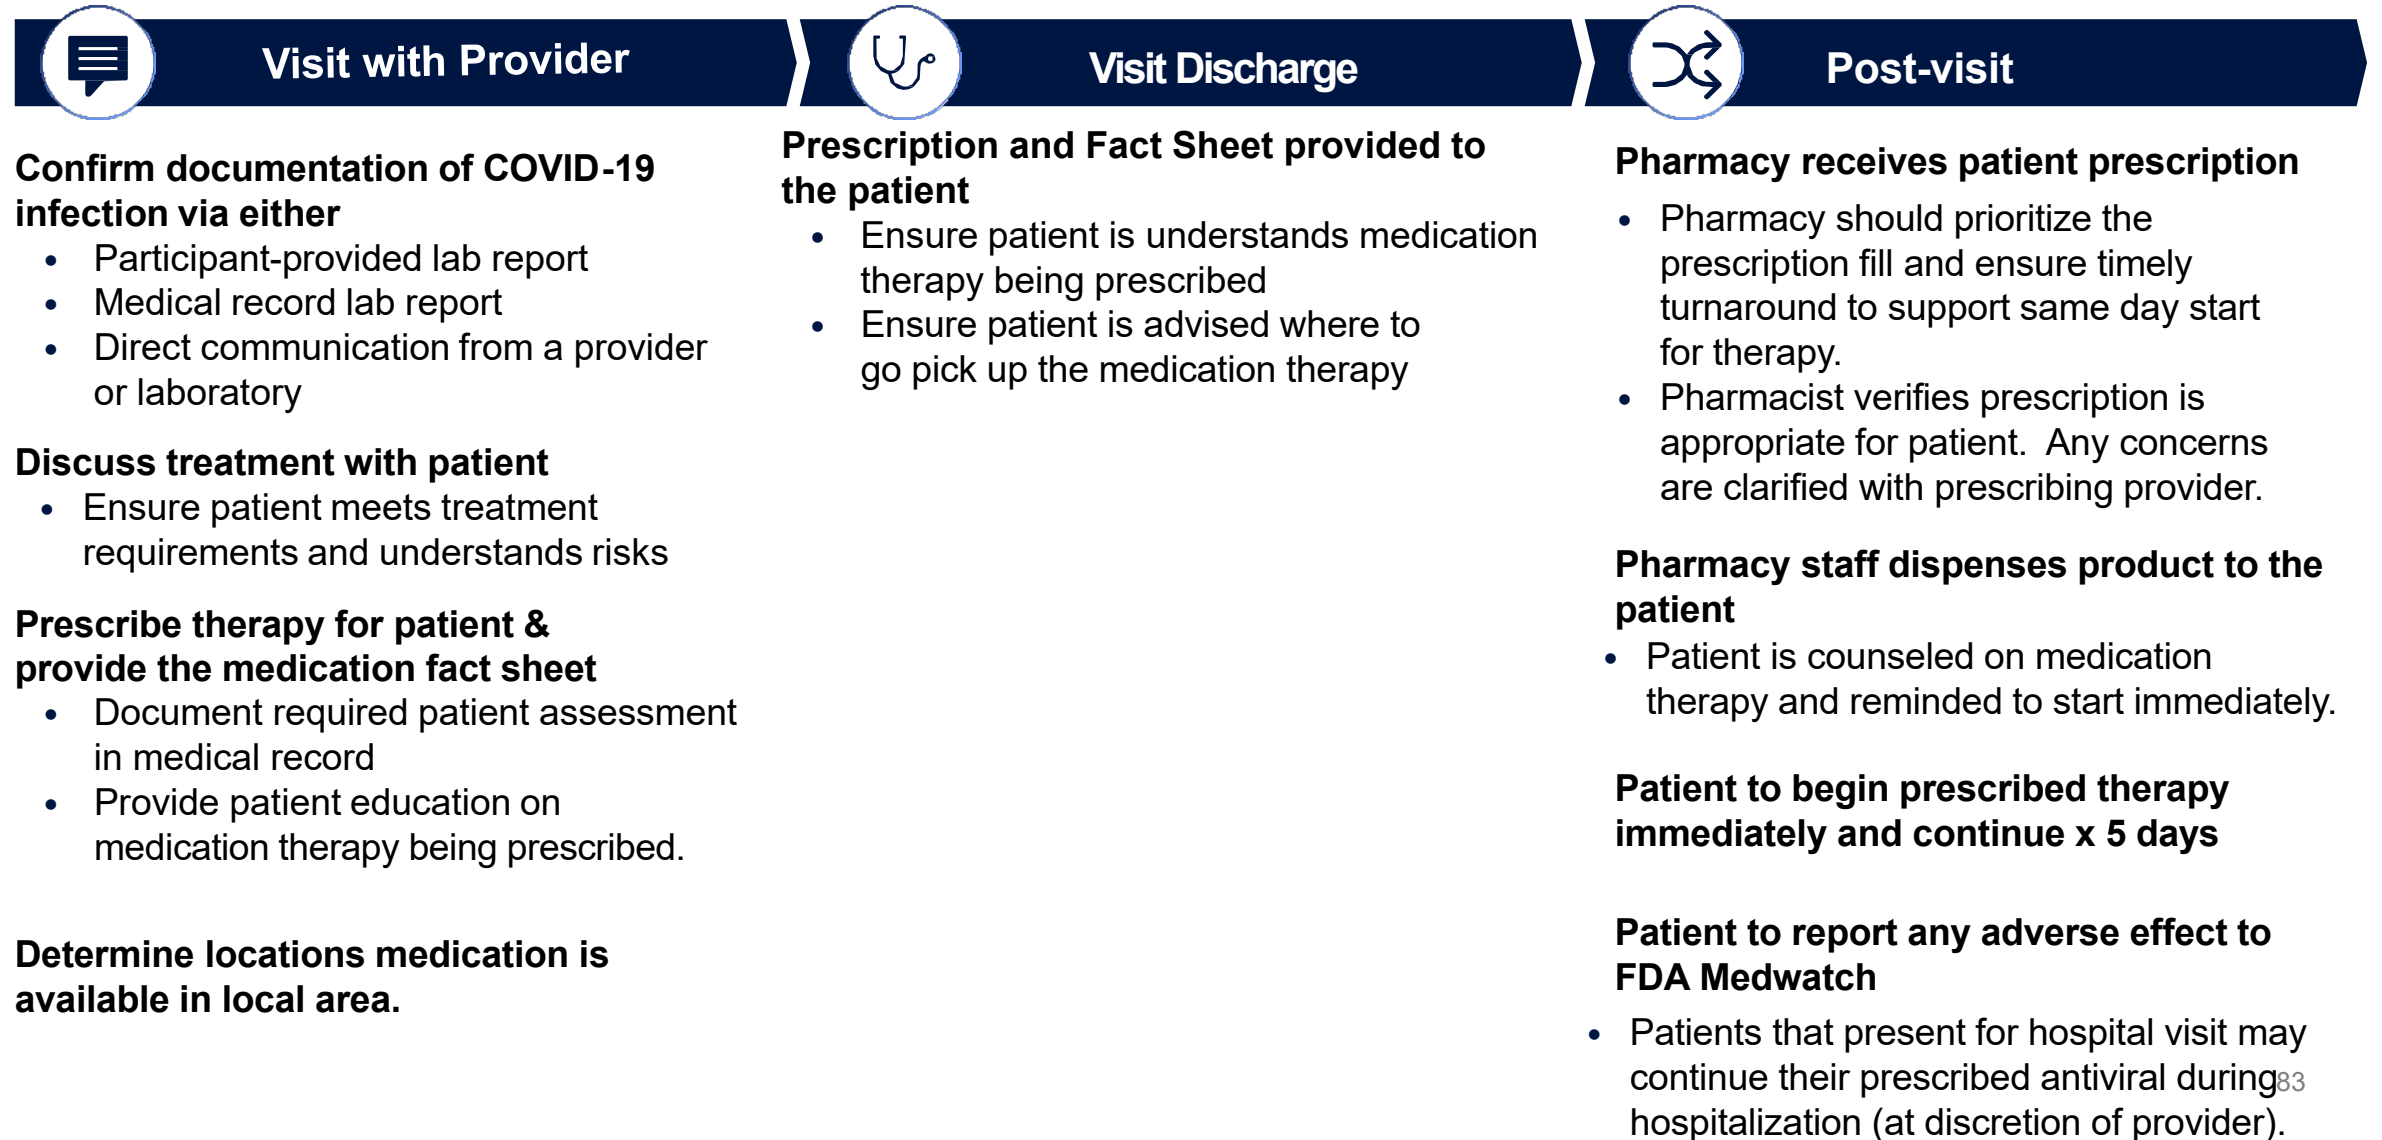 Visit with Provider
Confirm documentation of COVID-19
infection via either
• Participant-provided lab report
• Medical record lab report
• Direct communication from a provider
or laboratory
Discuss treatment with patient
• Ensure patient meets treatment
requirements and understands risks
Prescribe therapy for patient &
provide the medication fact sheet
• Document required patient assessment
in medical record
• Provide patient education on
medication therapy being prescribed.
Determine locations medication is
available in local area.
Visit Discharge
Prescription and Fact Sheet provided to
the patient
• Ensure patient is understands medication
therapy being prescribed
• Ensure patient is advised where to
go pick up the medication therapy
Post-visit
Pharmacy receives patient prescription
• Pharmacy should prioritize the
prescription fill and ensure timely
turnaround to support same day start
for therapy.
• Pharmacist verifies prescription is
appropriate for patient.  Any concerns
are clarified with prescribing provider.
Pharmacy staff dispenses product to the
patient
• Patient is counseled on medication
therapy and reminded to start immediately.
Patient to begin prescribed therapy
immediately and continue x 5 days
Patient to report any adverse effect to
FDA Medwatch
• Patients that present for hospital visit may
continue their prescribed antiviral during
hospitalization (at discretion of provider).
83